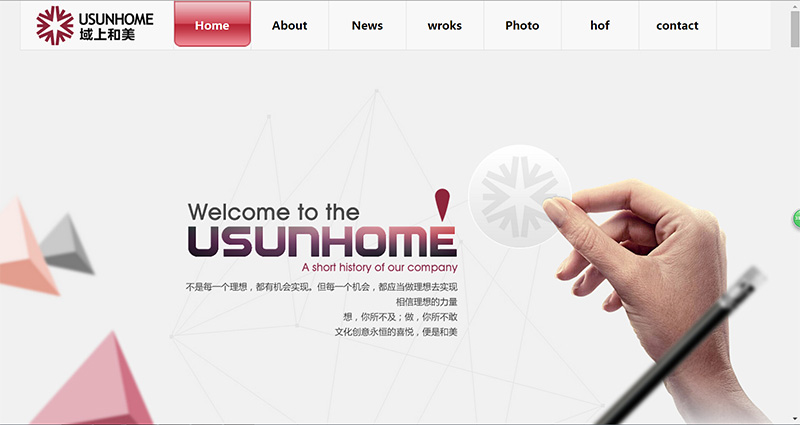 USUNHOME
域上和美
Home
About
News
wroks
Photo
hof
contact
Welcome to the
USUNHOME
A short history of our company
不是每一个理想，都有机会实现。但每一个机会，都应当做理想去实现
相信理想的力量
想，你所不及；做，你所不敢
文化创意永恒的喜悦，便是和美